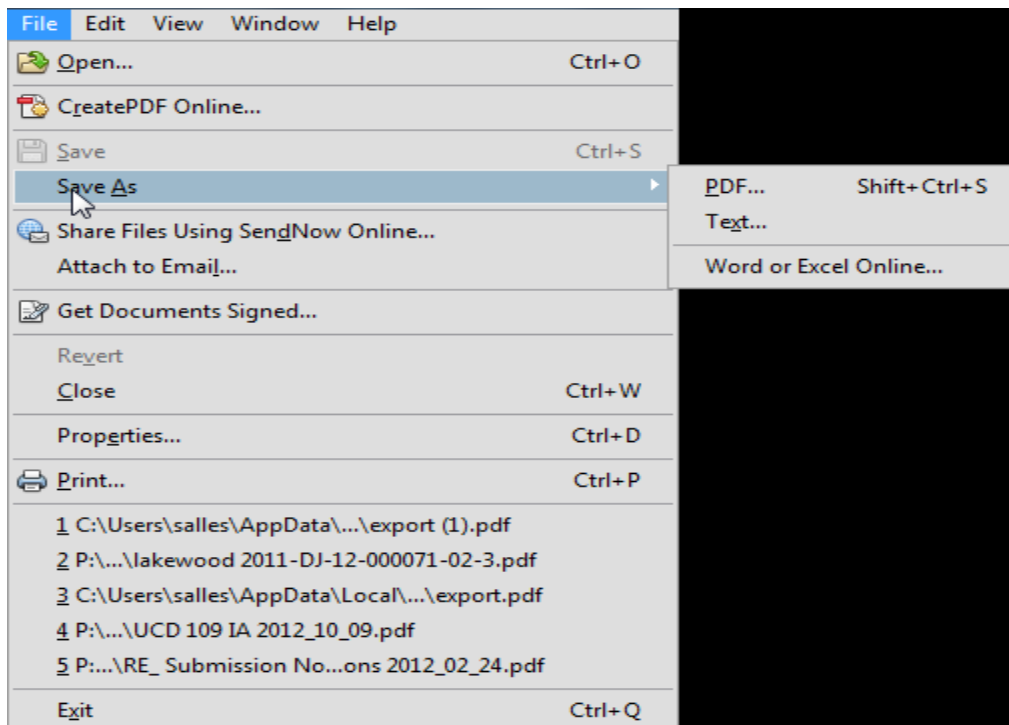 File Edit View Window Help
Open... Ctrl+O
CreatePDF Online...
Save Ctrl+S
Save As
PDF... Shift+Ctrl+S
Text...
Word or Excel Online...
Share Files Using SendNow Online...
Attach to Email...
Get Documents Signed...
Revert
Close Ctrl+W
Properties... Ctrl+D
Print... Ctrl+P
1 C:\Users\salles\AppData\...\export (1).pdf
2 P:\...\lakewood 2011-DJ-12-000071-02-3.pdf
3 C:\Users\salles\AppData\Local\...\export.pdf
4 P:\...\UCD 109 IA 2012_10_09.pdf
5 P:...\RE_ Submission No...ons 2012_02_24.pdf
Exit Ctrl+Q